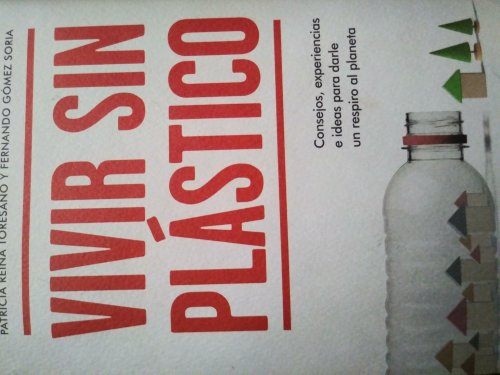 PATRICIA REINA TORESANO Y FERNANDO GÓMEZ SORIA
VIVIR SIN
PLÁSTICO
Consejos, experiencias
e ideas para darle
un respiro al planeta